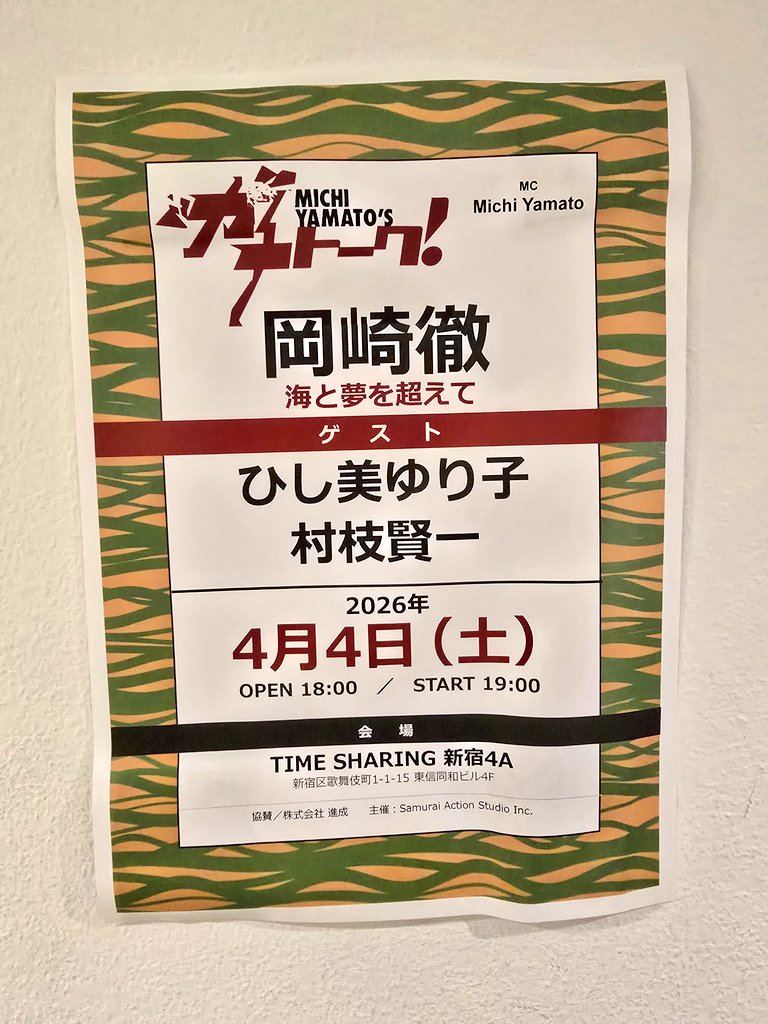 MICHI
YAMATO'S
ガチトーク!
MC
Michi Yamato
岡崎徹
海と夢を超えて
ゲスト
ひし美ゆり子
村枝賢一
2026年
4月4日(土)
OPEN 18:00 / START 19:00
会場
TIME SHARING 新宿4A
新宿区歌舞伎町1-1-15 東信同和ビル4F
協賛/株式会社 進成 主催:Samurai Action Studio Inc.